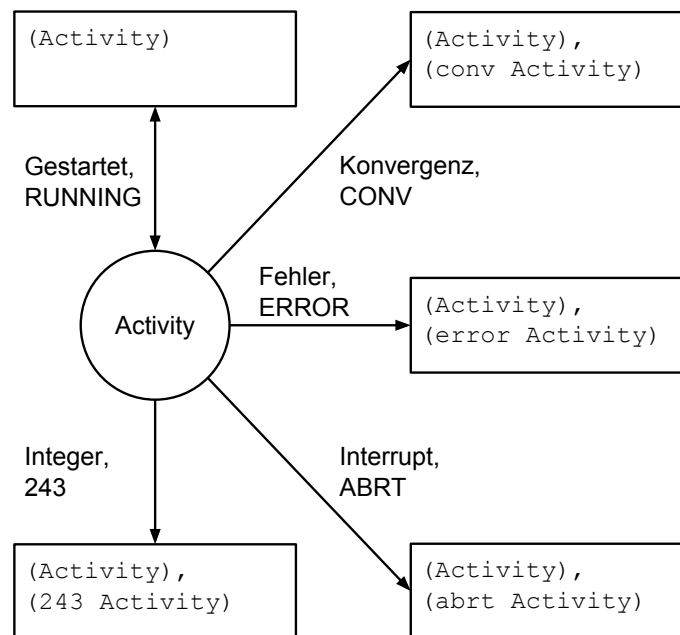 (Activity)
(Activity),
(conv Activity)
Gestartet,
RUNNING
Konvergenz,
CONV
Fehler,
ERROR
Activity
(Activity),
(error Activity)
Integer,
243
Interrupt,
ABRT
(Activity),
(243 Activity)
(Activity),
(abrt Activity)